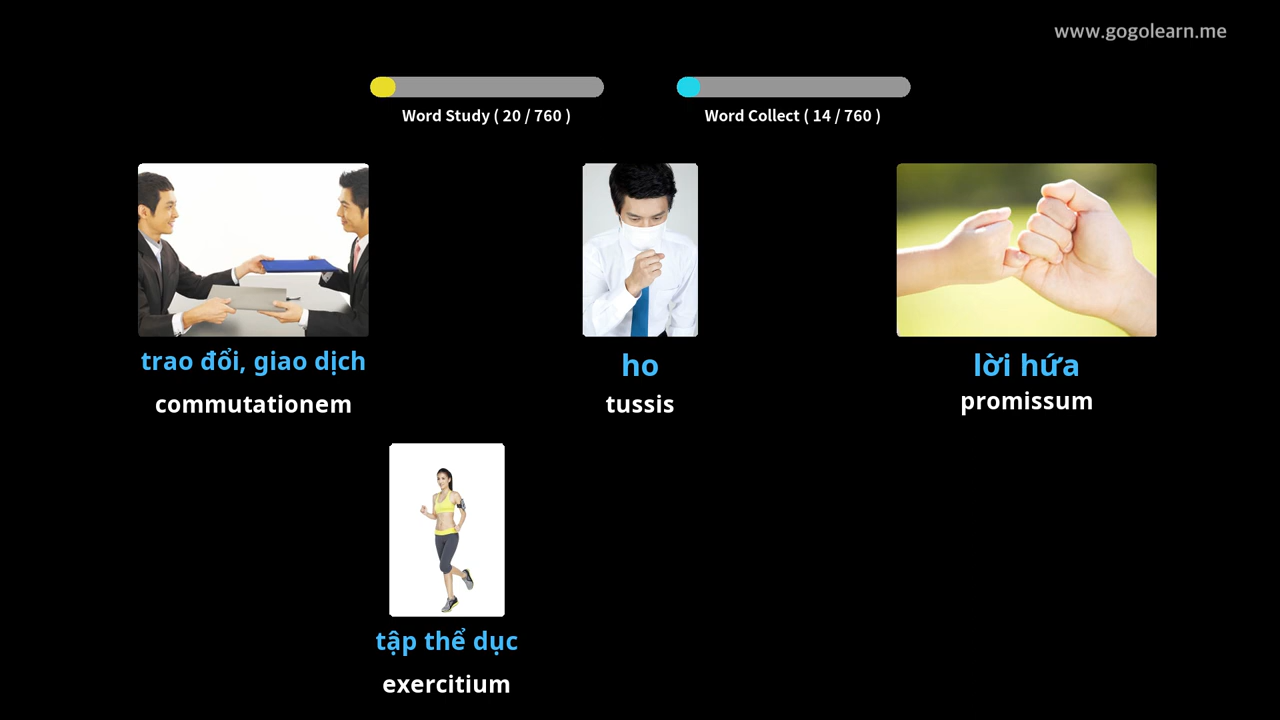 www.gogolearn.me
Word Study ( 20 / 760 )
Word Collect ( 14 / 760 )
trao đổi, giao dịch
commutationem
ho
tussis
lời hứa
promissum
tập thể dục
exercitium